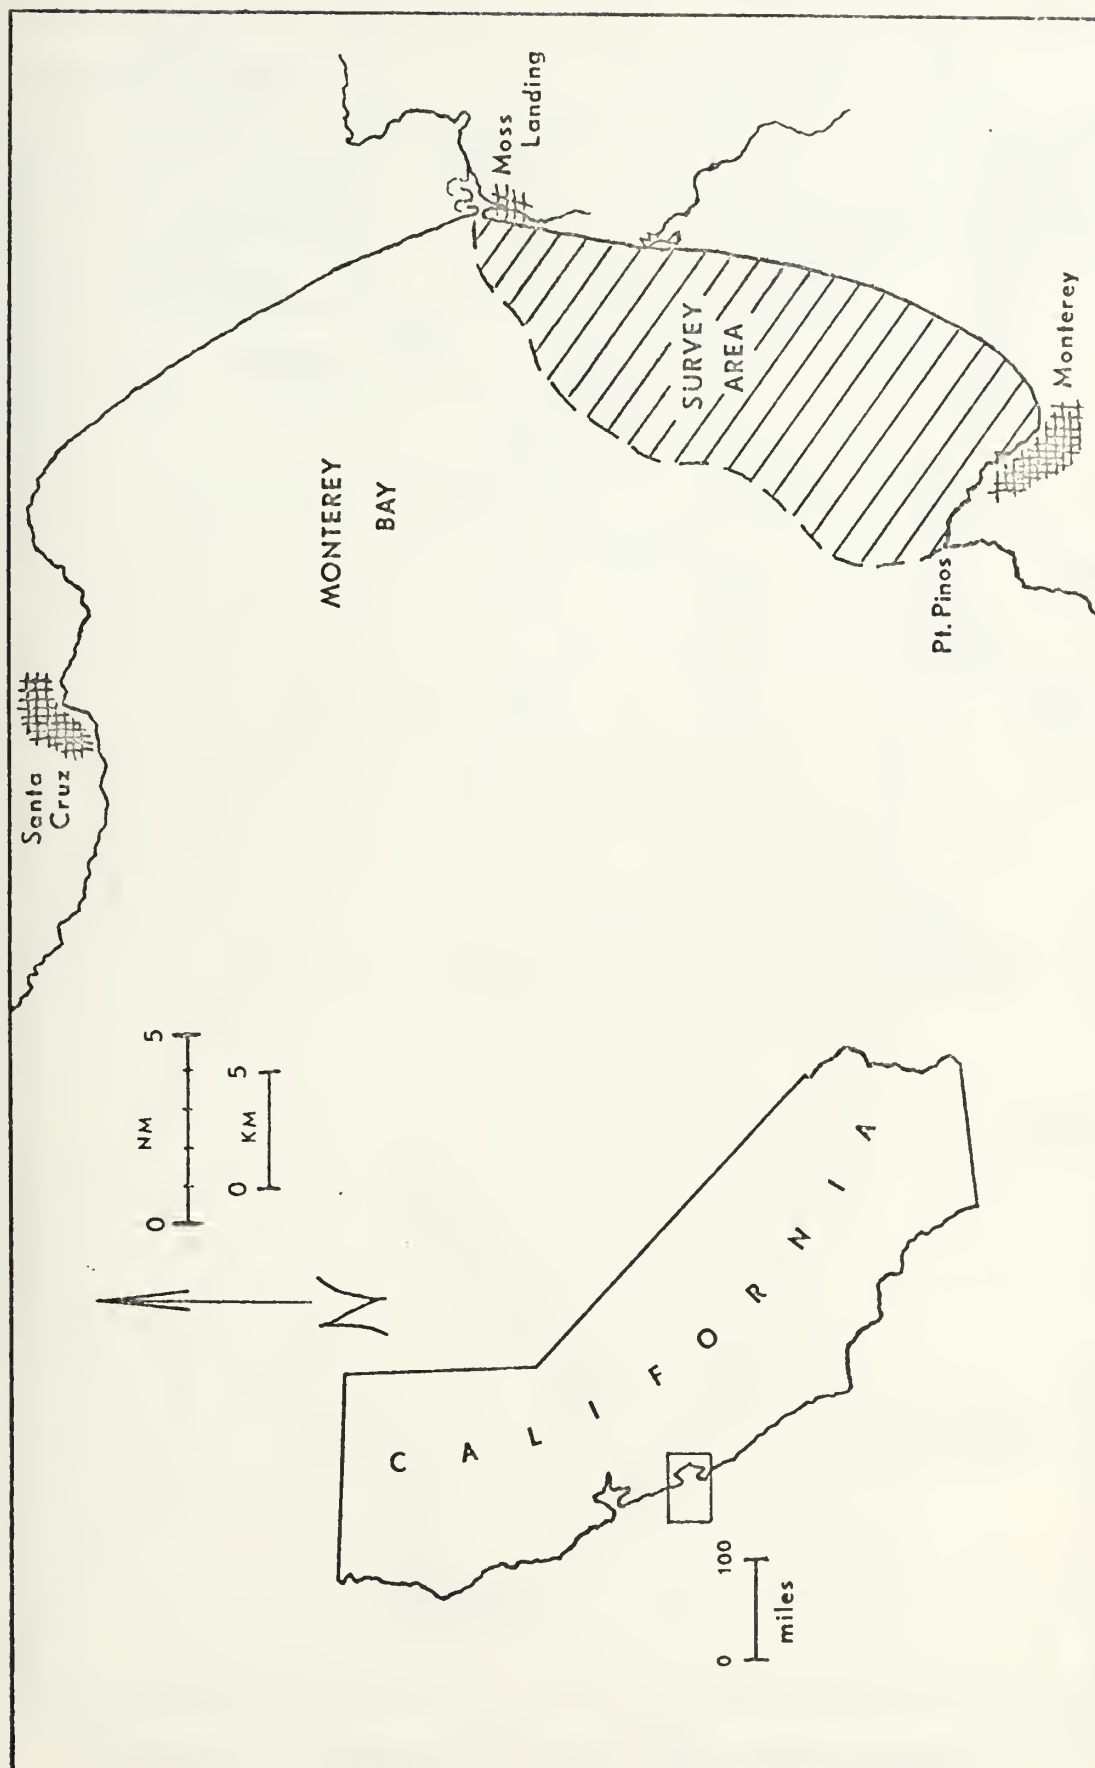 Santa
Cruz
MONTEREY
BAY
Moss
Landing
SURVEY
AREA
Pt. Pinos
Monterey
NM
0 5
0 KM 5
N
CALIFORNIA
0 100
miles